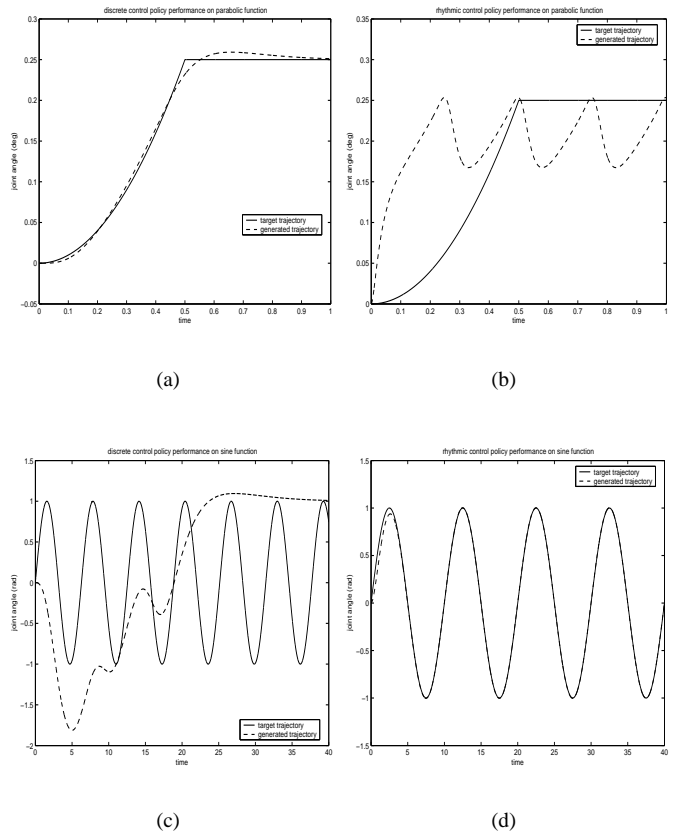 discrete control policy performance on parabolic function
0.3
0.25
0.2
0.15
0.1
0.05
0
−0.05
joint angle (deg)
target trajectory
generated trajectory
0 0.1 0.2 0.3 0.4 0.5 0.6 0.7 0.8 0.9 1
time
(a)
rhythmic control policy performance on parabolic function
0.35
0.3
0.25
0.2
0.15
0.1
0.05
0
joint angle (deg)
target trajectory
generated trajectory
0 0.1 0.2 0.3 0.4 0.5 0.6 0.7 0.8 0.9 1
time
(b)
discrete control policy performance on sine function
1.5
1
0.5
0
−0.5
−1
−1.5
−2
joint angle (rad)
target trajectory
generated trajectory
0 5 10 15 20 25 30 35 40
time
(c)
rhythmic control policy performance on sine function
1.5
1
0.5
0
−0.5
−1
−1.5
joint angle (rad)
target trajectory
generated trajectory
0 5 10 15 20 25 30 35 40
time
(d)